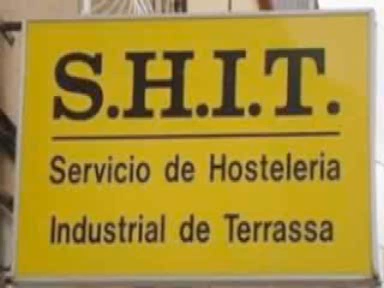 S.H.I.T.
Servicio de Hosteleria
Industrial de Terrassa